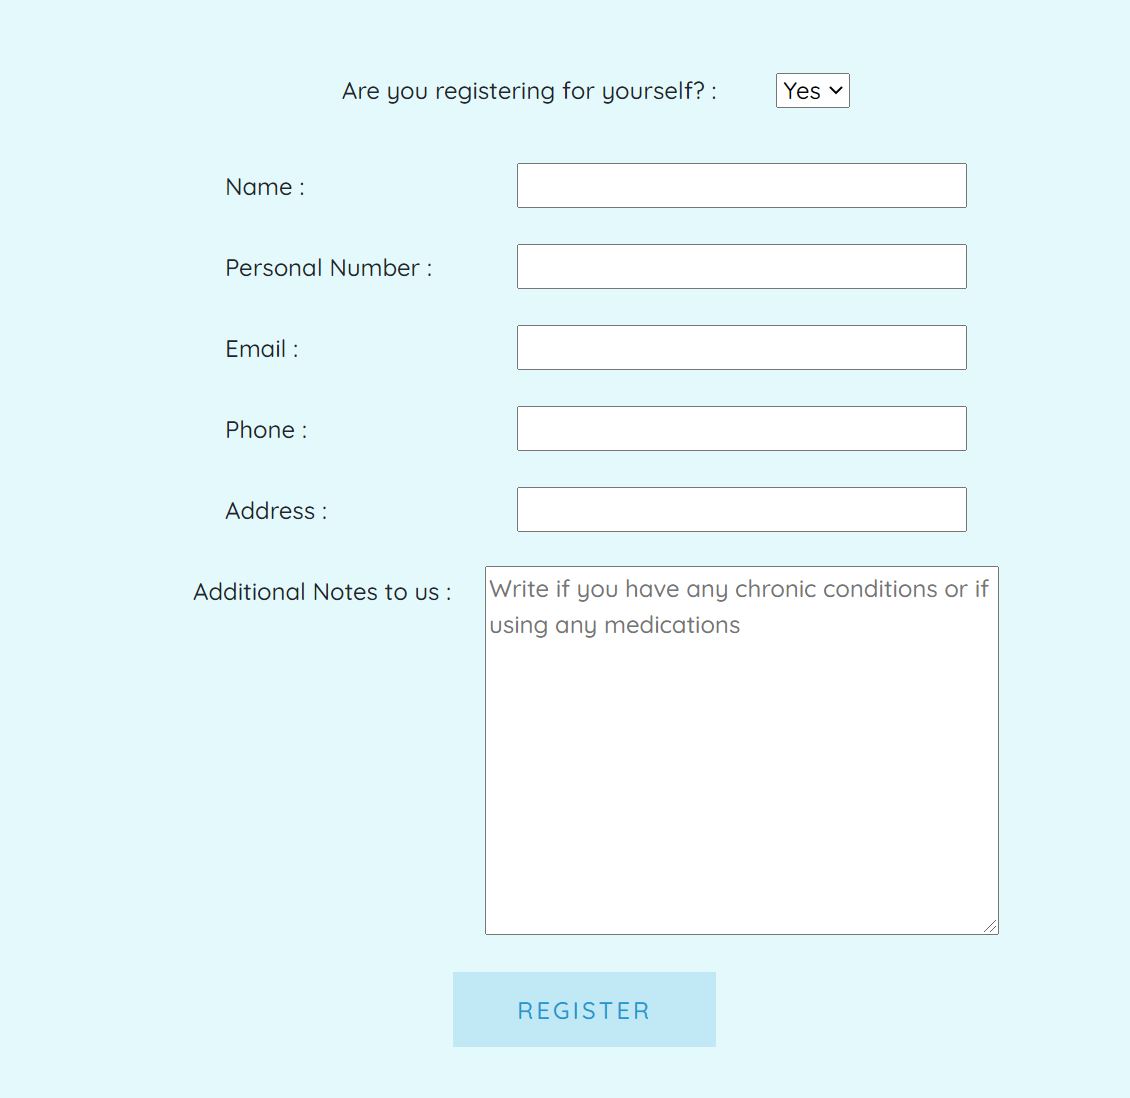 Are you registering for yourself? : Yes
Name :
Personal Number :
Email :
Phone :
Address :
Additional Notes to us :
Write if you have any chronic conditions or if
using any medications
REGISTER